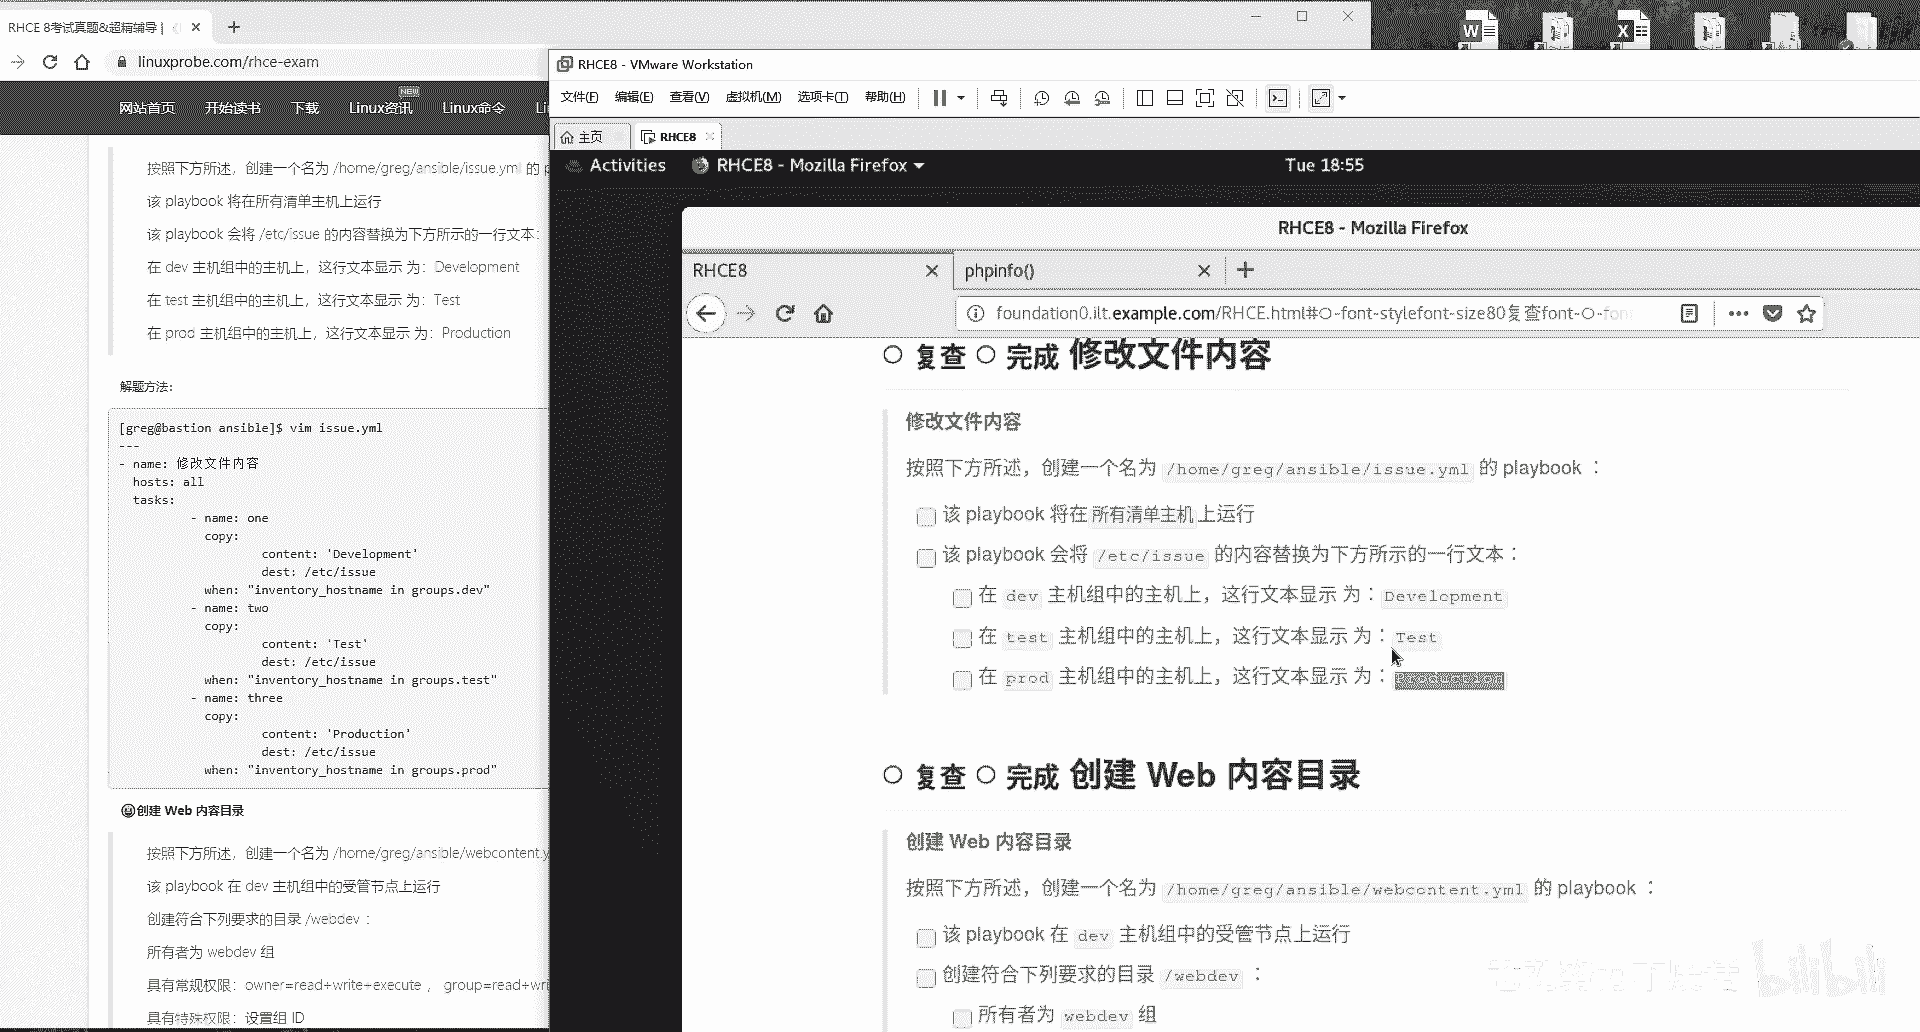 RHCE 8考试真题&超精辅导 |
linuxprobe.com/rhce-exam
网站首页 开始读书 下载 Linux资讯 NEW Linux命令 Li
按照下方所述，创建一个名为 /home/greg/ansible/issue.yml 的 p
该 playbook 将在所有清单主机上运行
该 playbook 会将 /etc/issue 的内容替换为下方所示的一行文本：
在 dev 主机组中的主机上，这行文本显示 为：Development
在 test 主机组中的主机上，这行文本显示 为：Test
在 prod 主机组中的主机上，这行文本显示 为：Production
解题方法：
[greg@bastion ansible]$ vim issue.yml
---
- name: 修改文件内容
hosts: all
tasks:
- name: one
copy:
content: 'Development'
dest: /etc/issue
when: "inventory_hostname in groups.dev"
- name: two
copy:
content: 'Test'
dest: /etc/issue
when: "inventory_hostname in groups.test"
- name: three
copy:
content: 'Production'
dest: /etc/issue
when: "inventory_hostname in groups.prod"
创建 Web 内容目录
按照下方所述，创建一个名为 /home/greg/ansible/webcontent.y
该 playbook 在 dev 主机组中的受管节点上运行
创建符合下列要求的目录 /webdev ：
所有者为 webdev 组
具有常规权限：owner=read+write+execute ， group=read+wri
具有特殊权限：设置组 ID
RHCE8 - VMware Workstation
文件(F) 编辑(E) 查看(V) 虚拟机(M) 选项卡(T) 帮助(H)
主页 RHCE8
Activities RHCE8 - Mozilla Firefox Tue 18:55
RHCE8 - Mozilla Firefox
RHCE8 phpinfo()
foundation0.ilt.example.com/RHCE.html#○-font-stylefont-size80复查font-○-fon
复查 完成 修改文件内容
修改文件内容
按照下方所述，创建一个名为 /home/greg/ansible/issue.yml 的 playbook ：
该 playbook 将在所有清单主机上运行
该 playbook 会将 /etc/issue 的内容替换为下方所示的一行文本：
在 dev 主机组中的主机上，这行文本显示 为：Development
在 test 主机组中的主机上，这行文本显示 为：Test
在 prod 主机组中的主机上，这行文本显示 为：Production
复查 完成 创建 Web 内容目录
创建 Web 内容目录
按照下方所述，创建一个名为 /home/greg/ansible/webcontent.yml 的 playbook ：
该 playbook 在 dev 主机组中的受管节点上运行
创建符合下列要求的目录 /webdev ：
所有者为 webdev 组
bilibili